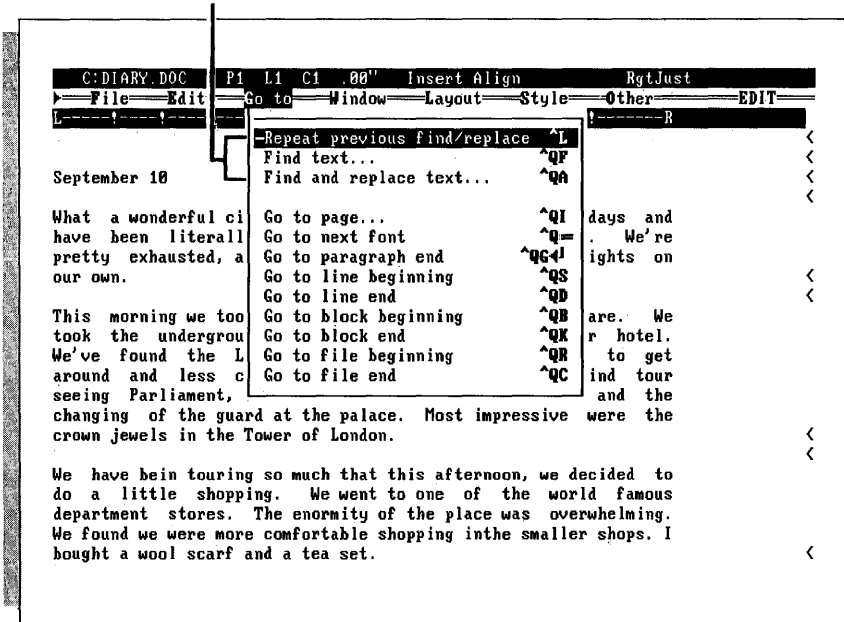 C:DIARY.DOC P1 L1 C1 .00" Insert Align RgtJust
File Edit Go to Window Layout Style Other EDIT
L-----!-----!----- !-------R
-Repeat previous find/replace ^L <
Find text... ^QF <
September 10 Find and replace text... ^QA <
<
What a wonderful ci Go to page... ^QI days and
have been literall Go to next font ^Q= . We're
pretty exhausted, a Go to paragraph end ^QG↵ ights on
our own. Go to line beginning ^QS <
Go to line end ^QD <
This morning we too Go to block beginning ^QB are. We
took the undergrou Go to block end ^QK r hotel.
We've found the L Go to file beginning ^QR to get
around and less c Go to file end ^QC ind tour
seeing Parliament, and the
changing of the guard at the palace. Most impressive were the
crown jewels in the Tower of London. <
<
We have bein touring so much that this afternoon, we decided to
do a little shopping. We went to one of the world famous
department stores. The enormity of the place was overwhelming.
We found we were more comfortable shopping inthe smaller shops. I
bought a wool scarf and a tea set. <